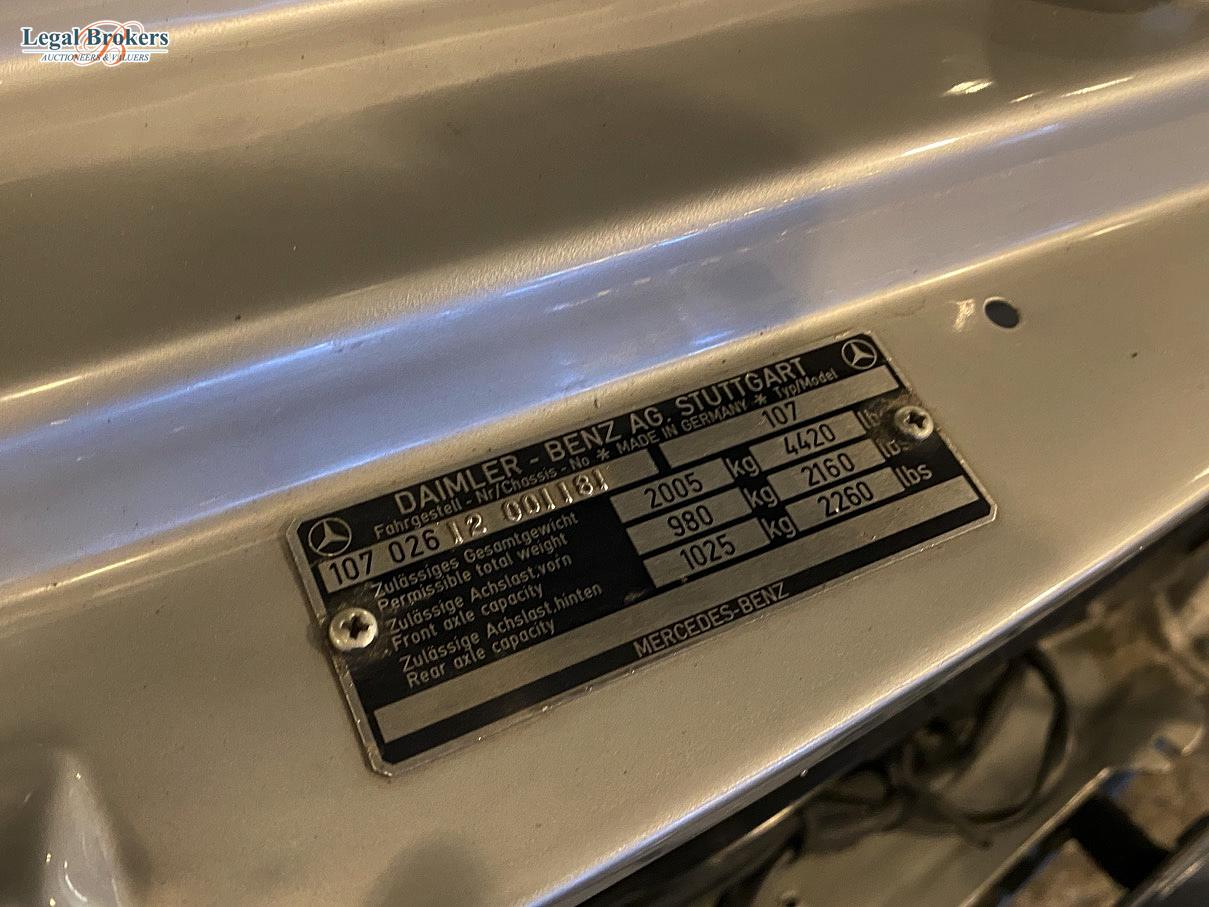 Legal Brokers
AUCTIONEERS & VALUERS
DAIMLER - BENZ AG. STUTTGART
Fahrgestell - Nr/Chassis - No * MADE IN GERMANY * Typ/Model
107 026 12 001181 107
Zulässiges Gesamtgewicht
Permissible total weight
2005 kg 4420
Zulässige Achslast,vorn
Front axle capacity
980 kg 2160
Zulässige Achslast,hinten
Rear axle capacity
1025 kg 2260 lbs
MERCEDES-BENZ